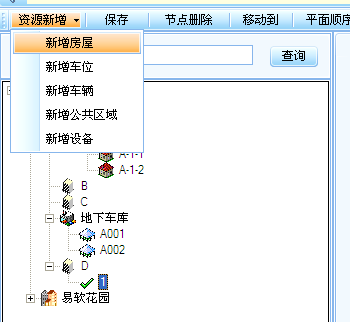 资源新增 保存 节点删除 移动到 平面顺序
新增房屋
查询
新增车位
新增车辆
新增公共区域
新增设备
A-1-1
A-1-2
B
C
地下车库
A001
A002
D
1
易软花园